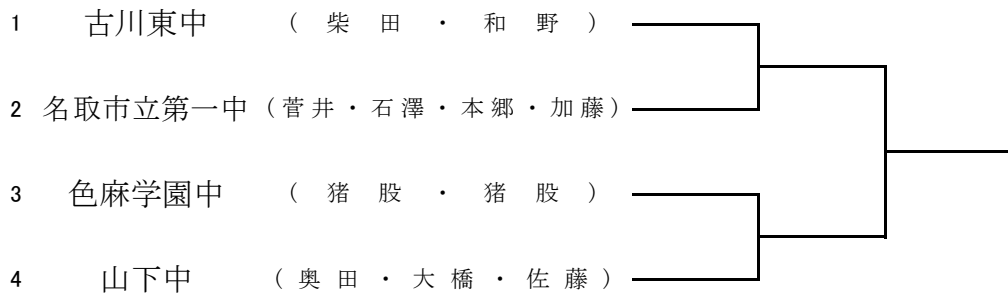 1 古川東中 (柴田・和野)
2 名取市立第一中 (菅井・石澤・本郷・加藤)
3 色麻学園中 (猪股・猪股)
4 山下中 (奥田・大橋・佐藤)